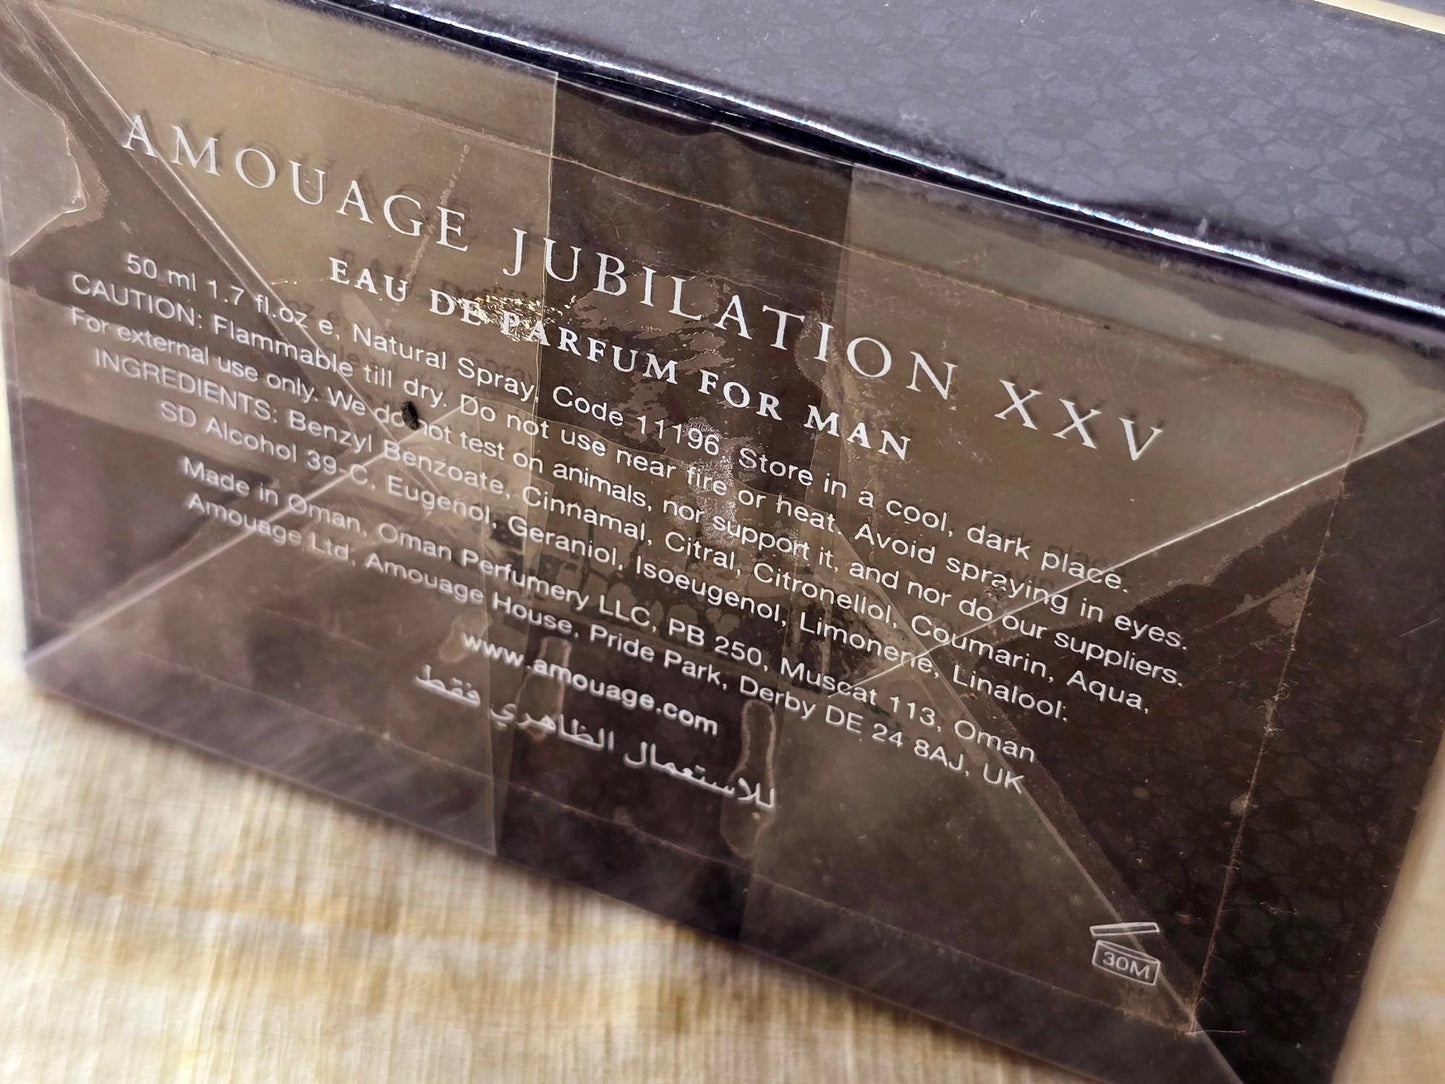 AMOUAGE JUBILATION XXV
EAU DE PARFUM FOR MAN
50 ml 1.7 fl.oz e, Natural Spray, Code 11196. Store in a cool, dark place.
CAUTION: Flammable till dry. Do not use near fire or heat. Avoid spraying in eyes.
For external use only. We do not test on animals, nor support it, and nor do our suppliers.
INGREDIENTS: Benzyl Benzoate, Cinnamal, Citral, Citronellol, Coumarin, Aqua,
SD Alcohol 39-C, Eugenol, Geraniol, Isoeugenol, Limonene, Linalool:
Made in Oman, Oman Perfumery LLC, PB 250, Muscat 113, Oman
Amouage Ltd, Amouage House, Pride Park, Derby DE 24 8AJ, UK
www.amouage.com
للاستعمال الظاهري فقط
30M